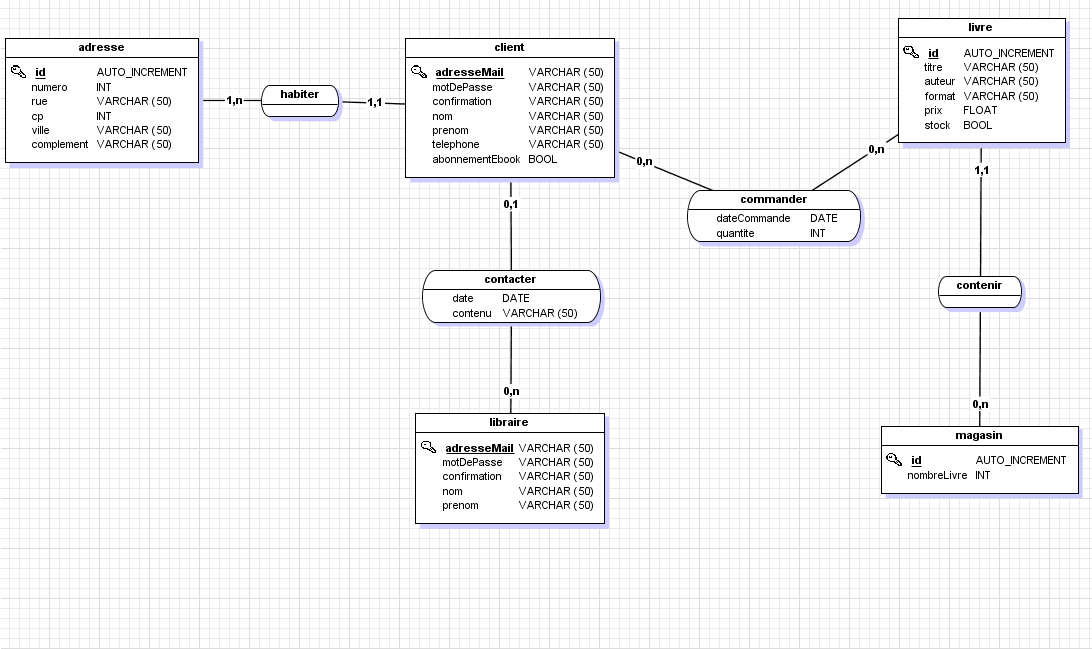 adresse
id AUTO_INCREMENT
numero INT
rue VARCHAR (50)
cp INT
ville VARCHAR (50)
complement VARCHAR (50)
1,n
habiter
1,1
client
adresseMail VARCHAR (50)
motDePasse VARCHAR (50)
confirmation VARCHAR (50)
nom VARCHAR (50)
prenom VARCHAR (50)
telephone VARCHAR (50)
abonnementEbook BOOL
livre
id AUTO_INCREMENT
titre VARCHAR (50)
auteur VARCHAR (50)
format VARCHAR (50)
prix FLOAT
stock BOOL
0,n
0,n
commander
dateCommande DATE
quantite INT
0,1
contacter
date DATE
contenu VARCHAR (50)
0,n
libraire
adresseMail VARCHAR (50)
motDePasse VARCHAR (50)
confirmation VARCHAR (50)
nom VARCHAR (50)
prenom VARCHAR (50)
1,1
contenir
0,n
magasin
id AUTO_INCREMENT
nombreLivre INT